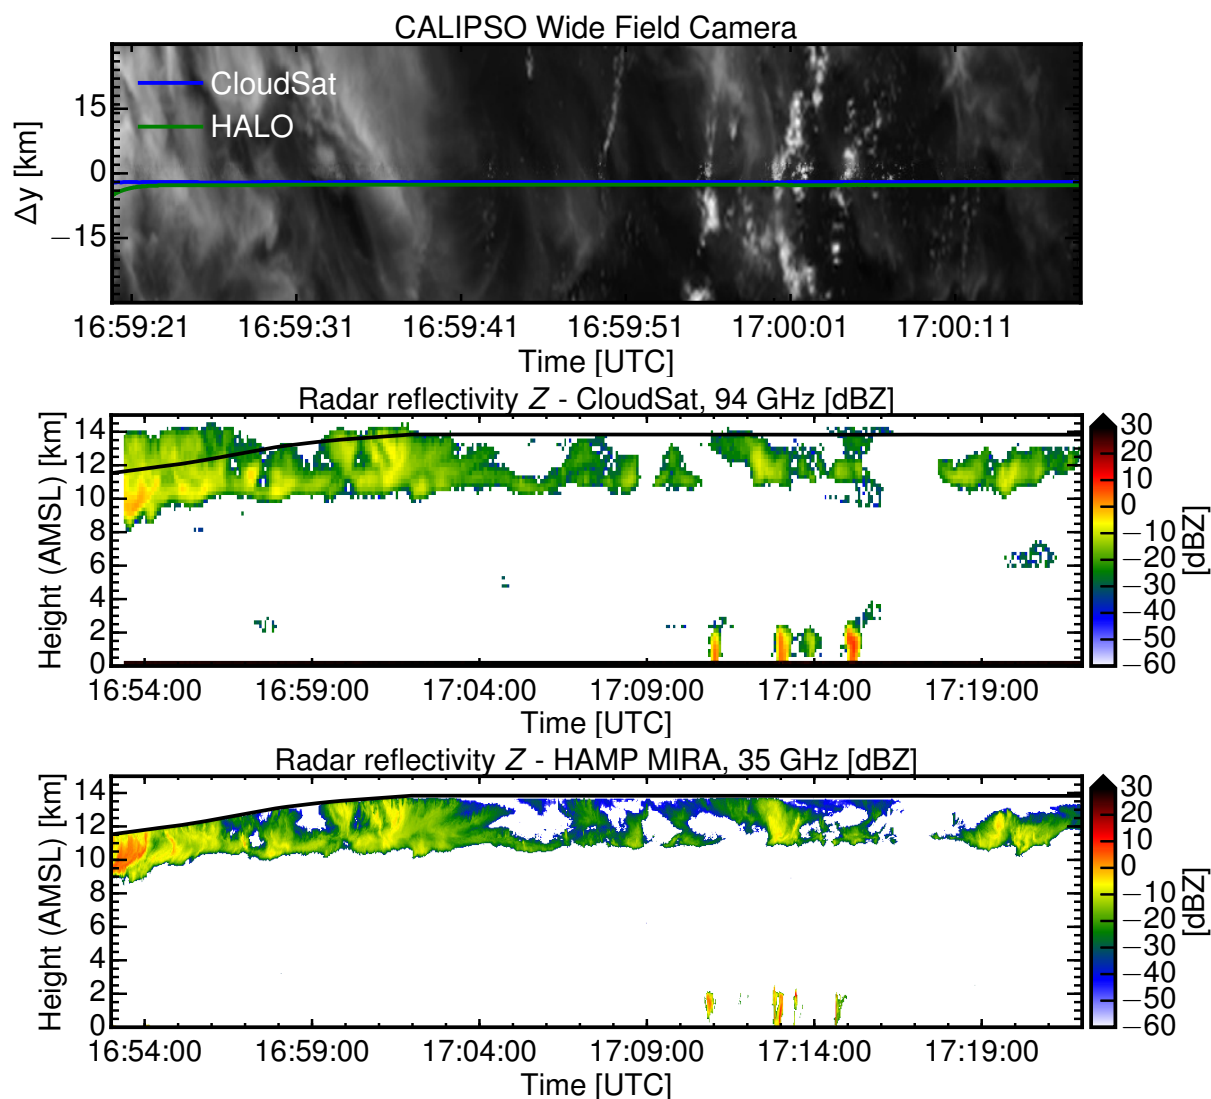 CALIPSO Wide Field Camera
CloudSat
HALO
Δy [km]
15
0
−15
16:59:21 16:59:31 16:59:41 16:59:51 17:00:01 17:00:11
Time [UTC]
Radar reflectivity Z - CloudSat, 94 GHz [dBZ]
Height (AMSL) [km]
14
12
10
8
6
4
2
0
16:54:00 16:59:00 17:04:00 17:09:00 17:14:00 17:19:00
Time [UTC]
30
20
10
0
−10
−20
−30
−40
−50
−60
[dBZ]
Radar reflectivity Z - HAMP MIRA, 35 GHz [dBZ]
Height (AMSL) [km]
14
12
10
8
6
4
2
0
16:54:00 16:59:00 17:04:00 17:09:00 17:14:00 17:19:00
Time [UTC]
30
20
10
0
−10
−20
−30
−40
−50
−60
[dBZ]